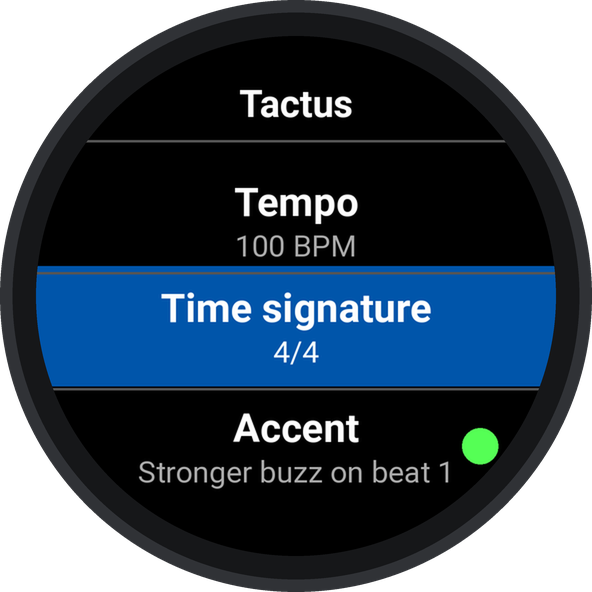 Tactus
Tempo
100 BPM
Time signature
4/4
Accent
Stronger buzz on beat 1